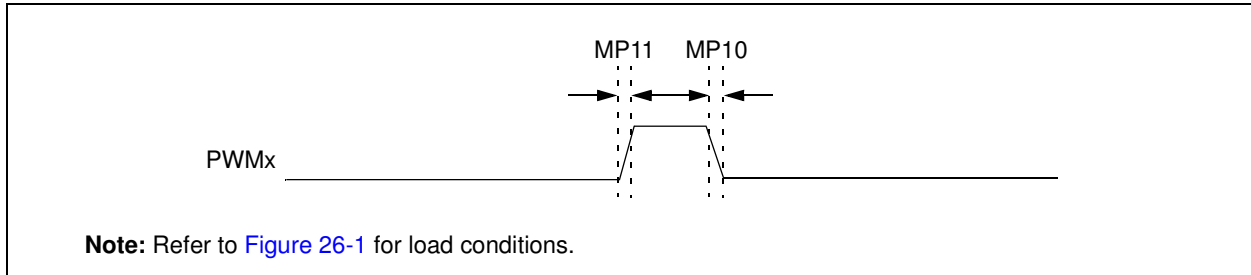 MP11 MP10
PWMx
Note: Refer to Figure 26-1 for load conditions.